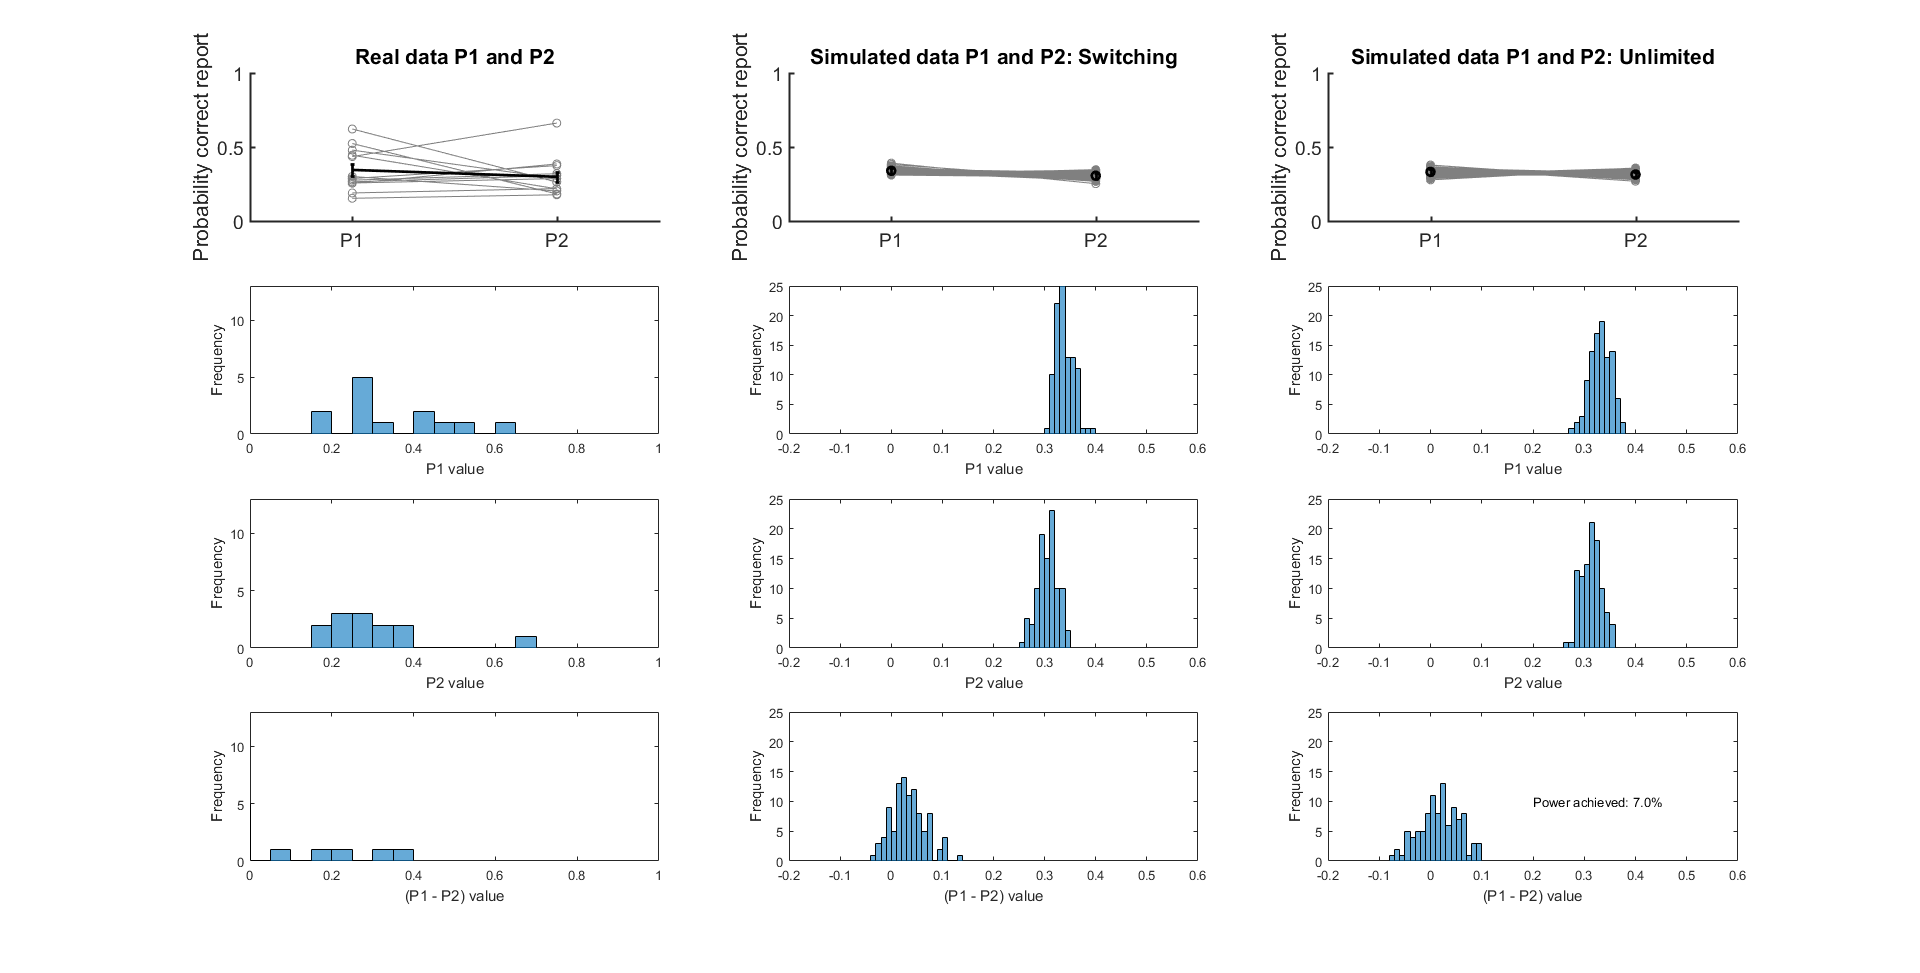 Real data P1 and P2
Probability correct report
1
0.5
0
P1 P2
Simulated data P1 and P2: Switching
Probability correct report
1
0.5
0
P1 P2
Simulated data P1 and P2: Unlimited
Probability correct report
1
0.5
0
P1 P2
Frequency
10
5
0
0 0.2 0.4 0.6 0.8 1
P1 value
Frequency
25
20
15
10
5
0
-0.2 -0.1 0 0.1 0.2 0.3 0.4 0.5 0.6
P1 value
Frequency
25
20
15
10
5
0
-0.2 -0.1 0 0.1 0.2 0.3 0.4 0.5 0.6
P1 value
Frequency
10
5
0
0 0.2 0.4 0.6 0.8 1
P2 value
Frequency
25
20
15
10
5
0
-0.2 -0.1 0 0.1 0.2 0.3 0.4 0.5 0.6
P2 value
Frequency
25
20
15
10
5
0
-0.2 -0.1 0 0.1 0.2 0.3 0.4 0.5 0.6
P2 value
Frequency
10
5
0
0 0.2 0.4 0.6 0.8 1
(P1 - P2) value
Frequency
25
20
15
10
5
0
-0.2 -0.1 0 0.1 0.2 0.3 0.4 0.5 0.6
(P1 - P2) value
Frequency
25
20
15
10
5
0
Power achieved: 7.0%
-0.2 -0.1 0 0.1 0.2 0.3 0.4 0.5 0.6
(P1 - P2) value